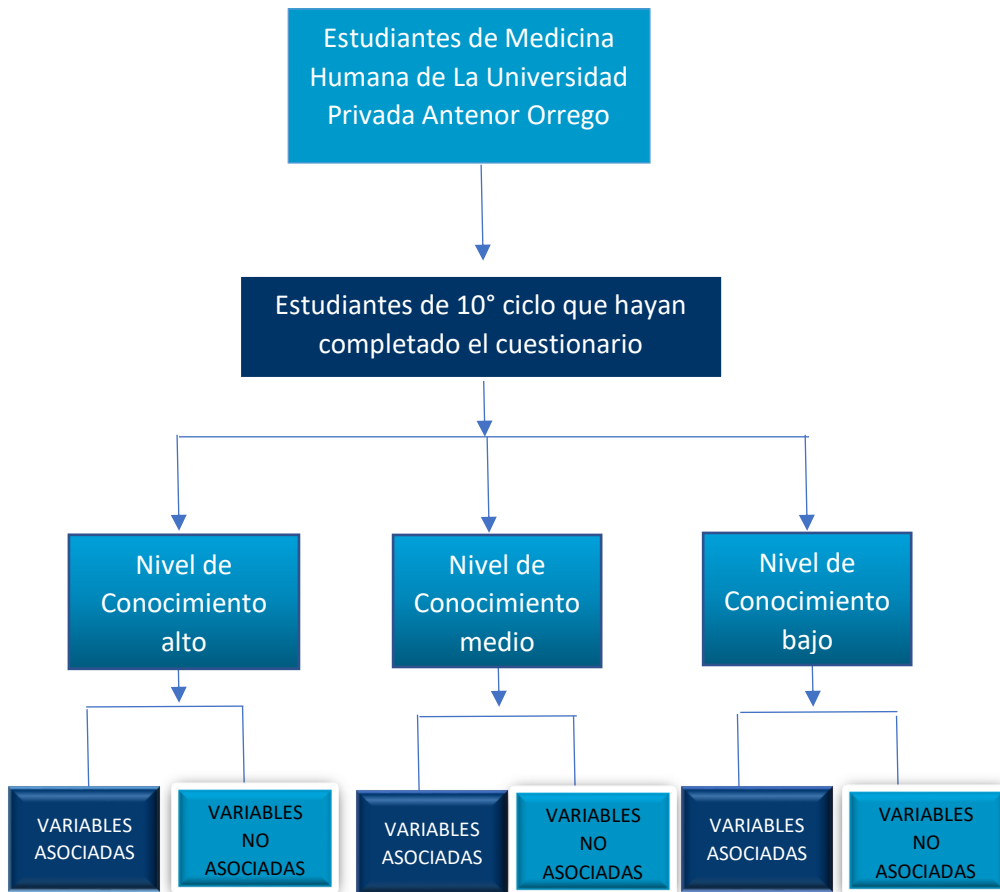 Estudiantes de Medicina
Humana de La Universidad
Privada Antenor Orrego
Estudiantes de 10° ciclo que hayan
completado el cuestionario
Nivel de
Conocimiento
alto
Nivel de
Conocimiento
medio
Nivel de
Conocimiento
bajo
VARIABLES
ASOCIADAS
VARIABLES
NO
ASOCIADAS
VARIABLES
ASOCIADAS
VARIABLES
NO
ASOCIADAS
VARIABLES
ASOCIADAS
VARIABLES
NO
ASOCIADAS